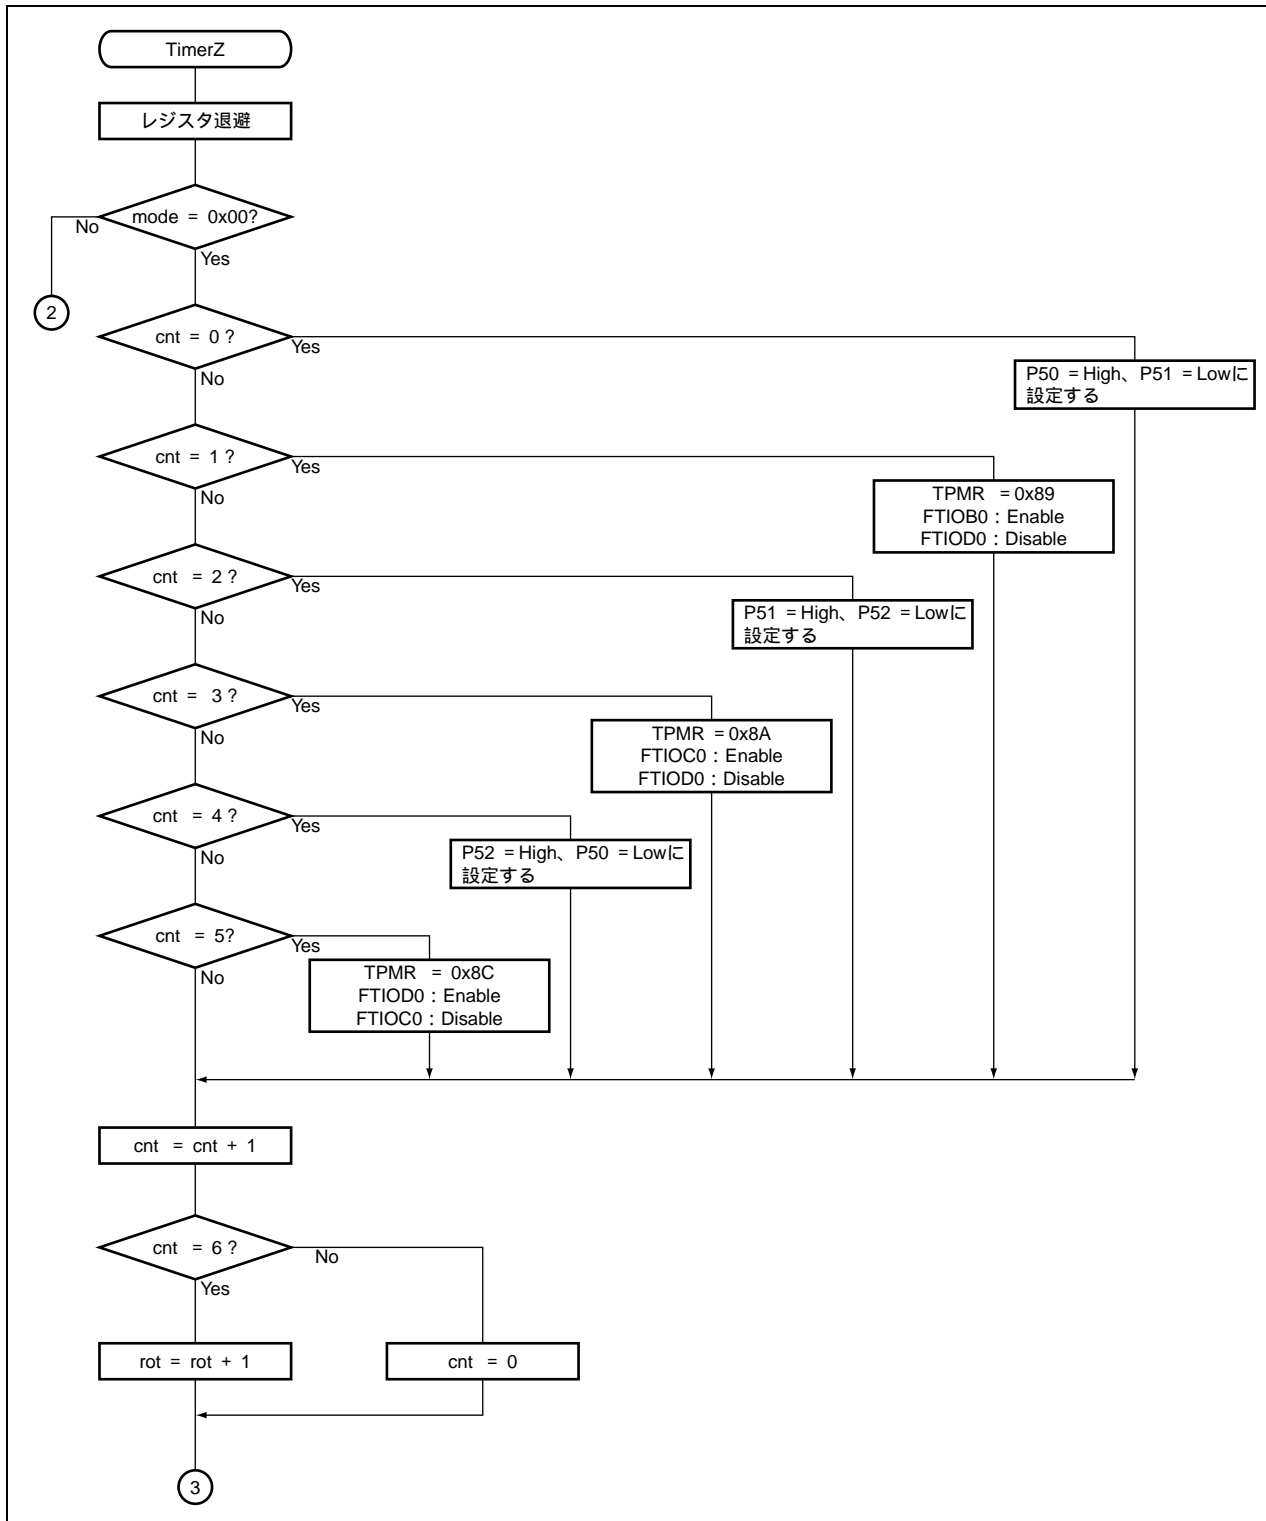 TimerZ
レジスタ退避
mode = 0x00?
No
Yes
2
cnt = 0 ?
Yes
No
P50 = High、P51 = Lowに
設定する
cnt = 1 ?
Yes
No
TPMR = 0x89
FTIOB0：Enable
FTIOD0：Disable
cnt = 2 ?
Yes
No
P51 = High、P52 = Lowに
設定する
cnt = 3 ?
Yes
No
TPMR = 0x8A
FTIOC0：Enable
FTIOD0：Disable
cnt = 4 ?
Yes
No
P52 = High、P50 = Lowに
設定する
cnt = 5?
Yes
No
TPMR = 0x8C
FTIOD0：Enable
FTIOC0：Disable
cnt = cnt + 1
cnt = 6 ?
No
Yes
rot = rot + 1
cnt = 0
3